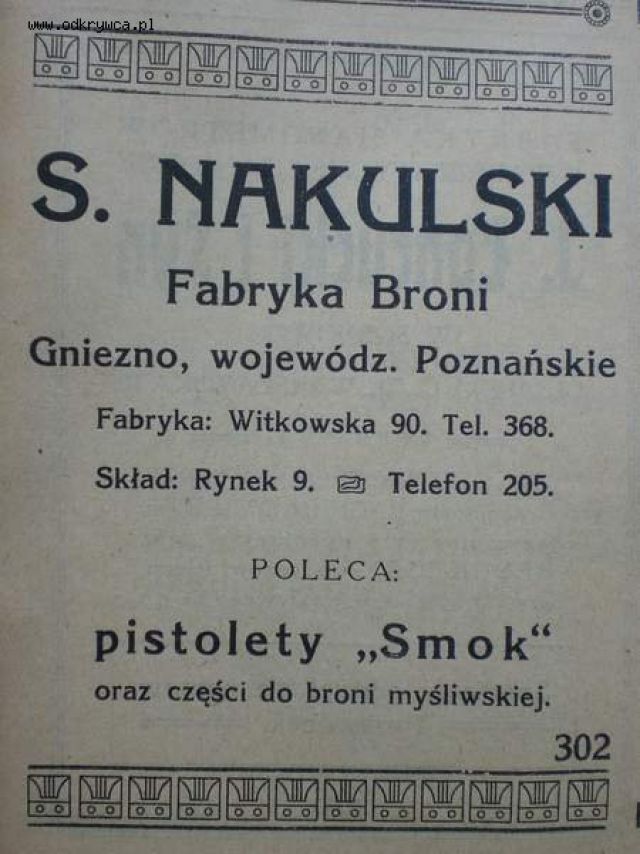 www.odkrywca.pl
S. NAKULSKI
Fabryka Broni
Gniezno, wojewódz. Poznańskie
Fabryka: Witkowska 90. Tel. 368.
Skład: Rynek 9. Telefon 205.
POLECA:
pistolety „Smok“
oraz części do broni myśliwskiej.
302